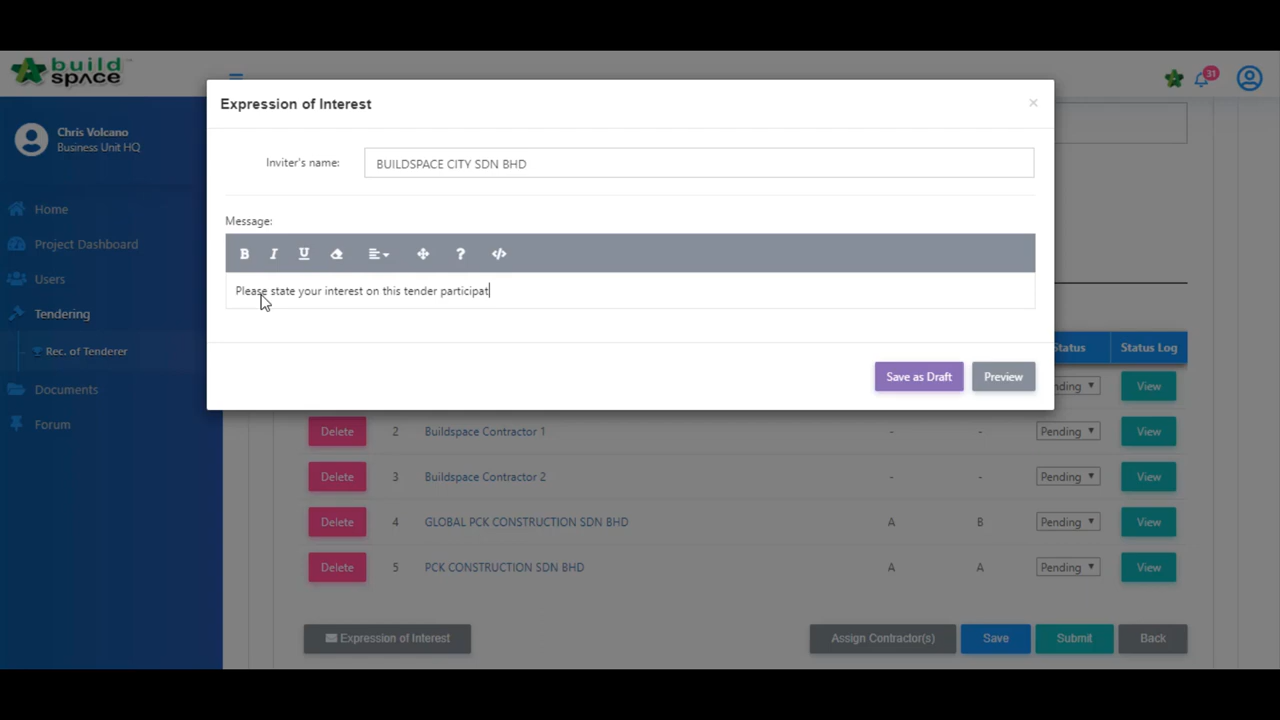 build
space
31
Chris Volcano
Business Unit HQ
Home
Project Dashboard
Users
Tendering
Rec. of Tenderer
Documents
Forum
Expression of Interest
×
Inviter's name:
BUILDSPACE CITY SDN BHD
Message:
B I U ? </>
Please state your interest on this tender participat
Save as Draft Preview
Status Log
View
Delete 2 Buildspace Contractor 1 - - Pending View
Delete 3 Buildspace Contractor 2 - - Pending View
Delete 4 GLOBAL PCK CONSTRUCTION SDN BHD A B Pending View
Delete 5 PCK CONSTRUCTION SDN BHD A A Pending View
Expression of Interest Assign Contractor(s) Save Submit Back